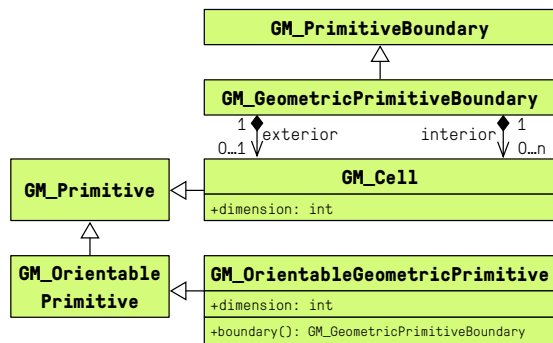 GM_PrimitiveBoundary
GM_GeometricPrimitiveBoundary
1 exterior
0…1
interior 1
0…n
GM_Primitive
GM_Cell
+dimension: int
GM_Orientable
Primitive
GM_OrientableGeometricPrimitive
+dimension: int
+boundary(): GM_GeometricPrimitiveBoundary